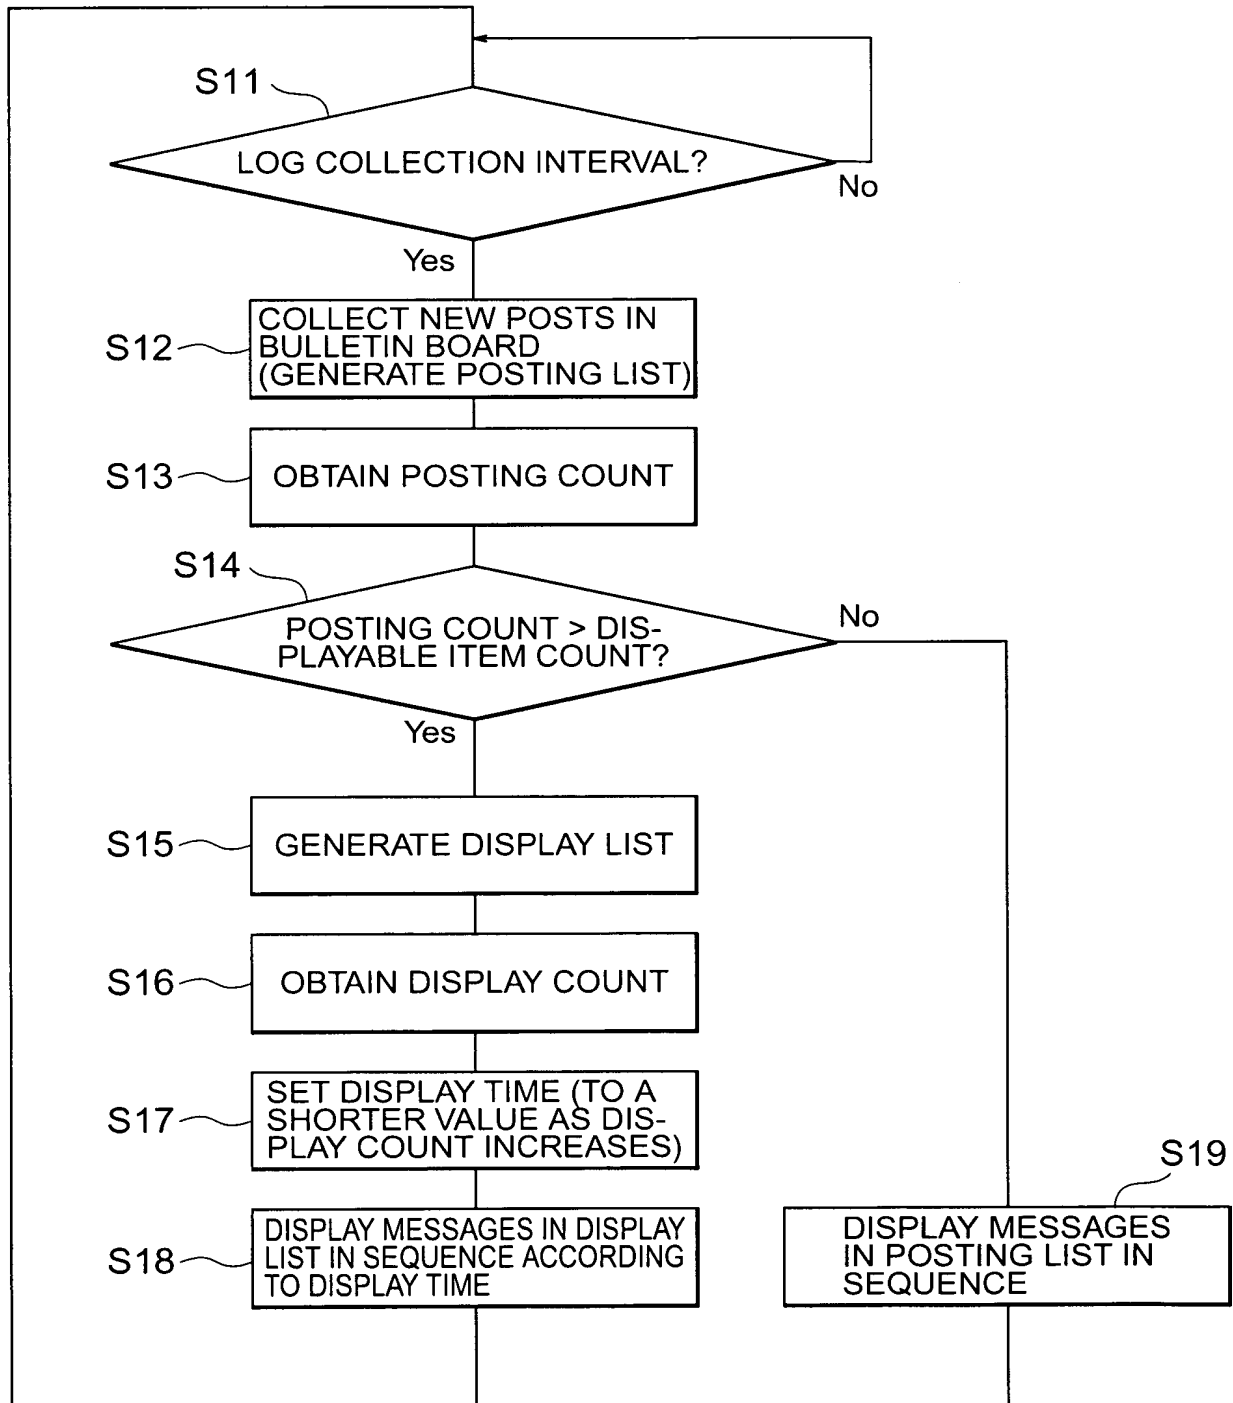 S11
LOG COLLECTION INTERVAL?
No
Yes
S12
COLLECT NEW POSTS IN
BULLETIN BOARD
(GENERATE POSTING LIST)
S13
OBTAIN POSTING COUNT
S14
POSTING COUNT > DIS-
PLAYABLE ITEM COUNT?
No
Yes
S15
GENERATE DISPLAY LIST
S16
OBTAIN DISPLAY COUNT
S17
SET DISPLAY TIME (TO A
SHORTER VALUE AS DIS-
PLAY COUNT INCREASES)
S18
DISPLAY MESSAGES IN DISPLAY
LIST IN SEQUENCE ACCORDING
TO DISPLAY TIME
S19
DISPLAY MESSAGES
IN POSTING LIST IN
SEQUENCE